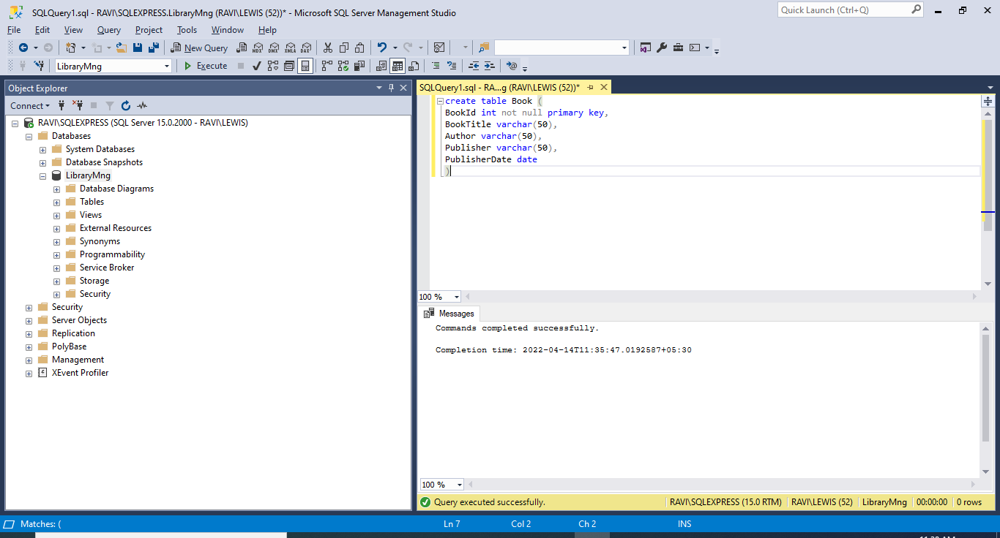 SQLQuery1.sql - RAVI\SQLEXPRESS.LibraryMng (RAVI\LEWIS (52))* - Microsoft SQL Server Management Studio
Quick Launch (Ctrl+Q)
File Edit View Query Project Tools Window Help
New Query MDX DMX XMLA DAX
LibraryMng Execute
Object Explorer
SQLQuery1.sql - RA...g (RAVI\LEWIS (52))*
Connect
RAVI\SQLEXPRESS (SQL Server 15.0.2000 - RAVI\LEWIS)
Databases
System Databases
Database Snapshots
LibraryMng
Database Diagrams
Tables
Views
External Resources
Synonyms
Programmability
Service Broker
Storage
Security
Security
Server Objects
Replication
PolyBase
Management
XEvent Profiler
create table Book (
BookId int not null primary key,
BookTitle varchar(50),
Author varchar(50),
Publisher varchar(50),
PublisherDate date
)
100 %
Messages
Commands completed successfully.
Completion time: 2022-04-14T11:35:47.0192587+05:30
100 %
Query executed successfully. RAVI\SQLEXPRESS (15.0 RTM) RAVI\LEWIS (52) LibraryMng 00:00:00 0 rows
Matches: ( Ln 7 Col 2 Ch 2 INS